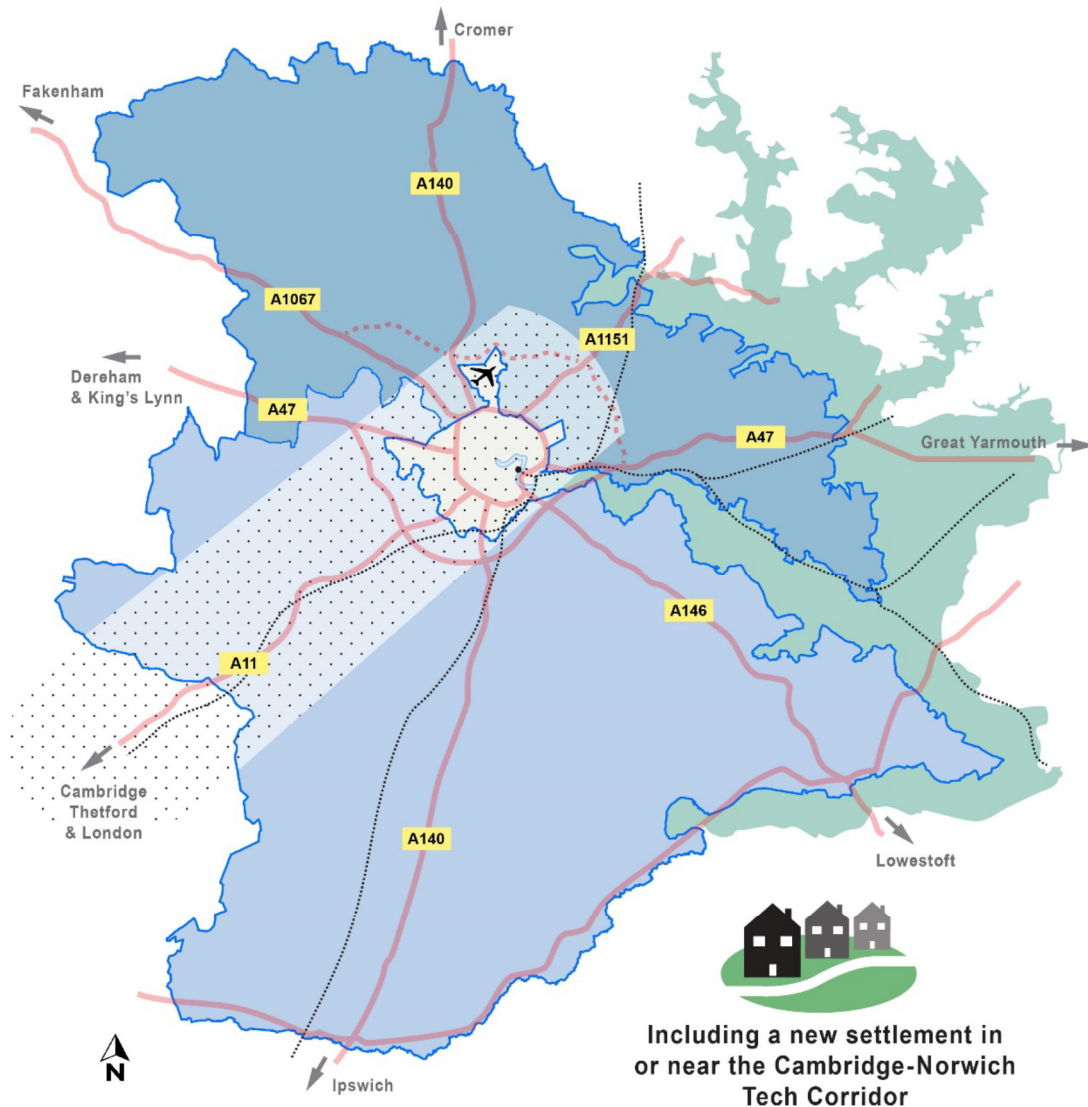 Cromer
Fakenham
A140
A1067
A1151
Dereham
& King's Lynn
A47
A47
Great Yarmouth
A146
A11
Cambridge
Thetford
& London
A140
Lowestoft
Including a new settlement in
or near the Cambridge-Norwich
Tech Corridor
N
Ipswich